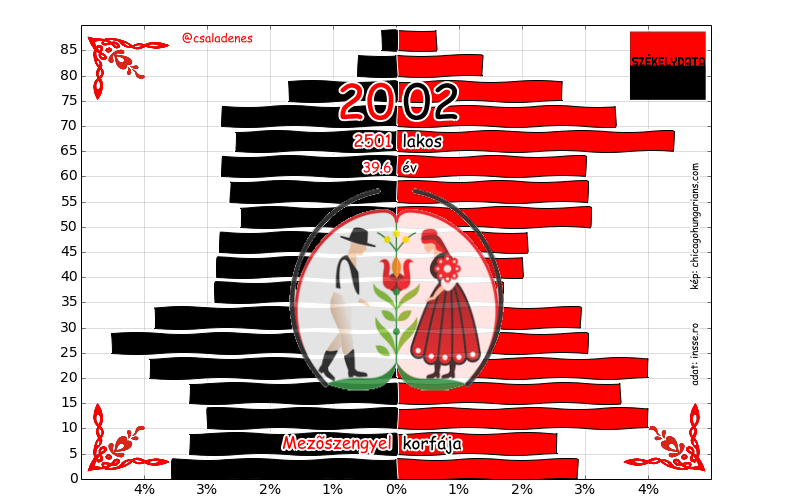 @csaladenes
SZÉKELYDATA
2002
2501 lakos
39.6 év
kép: chicagohungarians.com
adat: insse.ro
Mezőszengyel korfája
85
80
75
70
65
60
55
50
45
40
35
30
25
20
15
10
5
0
4% 3% 2% 1% 0% 1% 2% 3% 4%